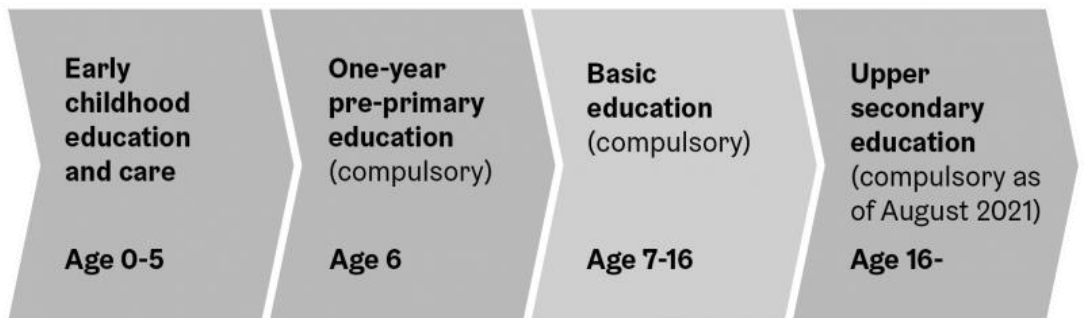 Early
childhood
education
and care
Age 0-5
One-year
pre-primary
education
(compulsory)
Age 6
Basic
education
(compulsory)
Age 7-16
Upper
secondary
education
(compulsory as
of August 2021)
Age 16-